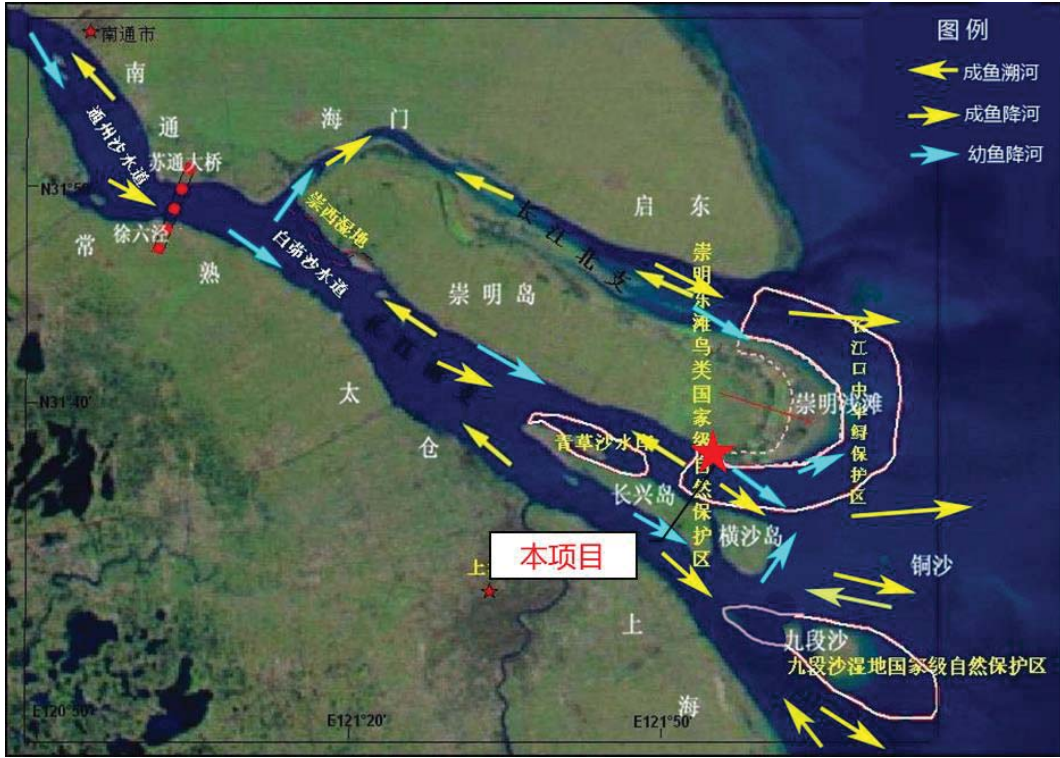 图例
成鱼溯河
成鱼降河
幼鱼降河
南通市
南通
海门
通州沙水道
苏通大桥
N31°50'
徐六泾
常熟
崇西湿地
白茆沙水道
长江北支
启东
崇明岛
崇明东滩鸟类国家级自然保护区
长江口中华鲟保护区
崇明浅滩
N31°40'
太仓
青草沙水
长兴岛
本项目
横沙岛
铜沙
上
上海
九段沙
九段沙湿地国家级自然保护区
E120°50'
E121°20'
E121°50'